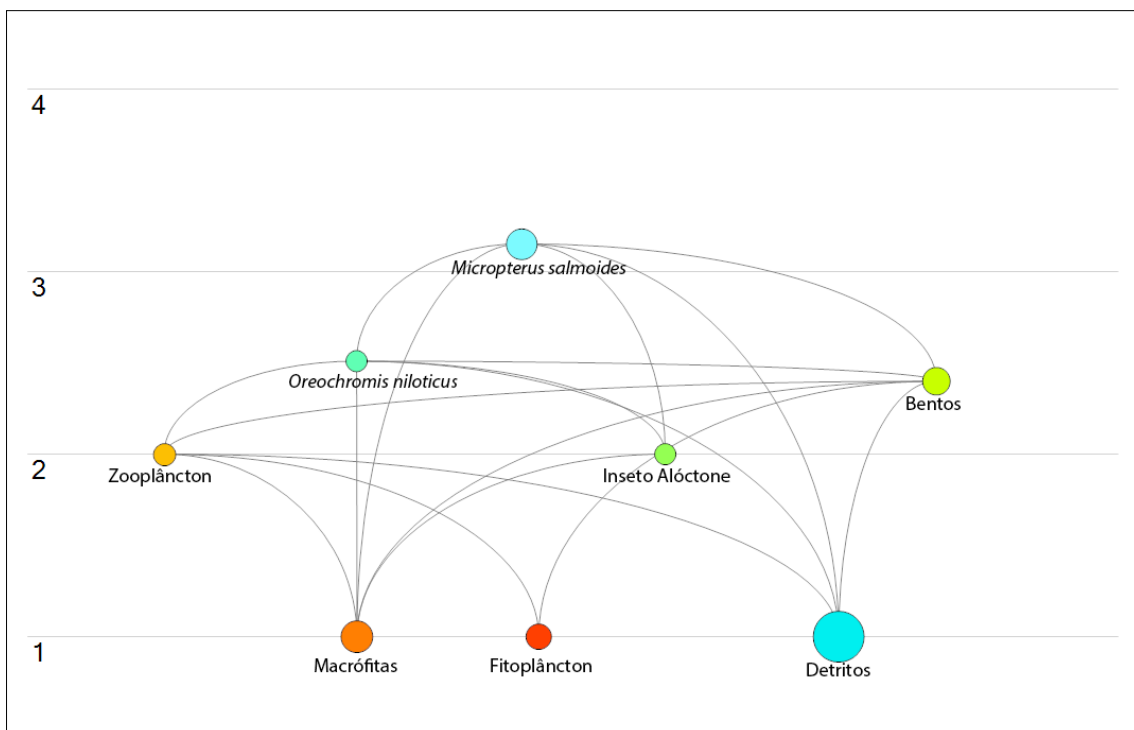 4
3
Micropterus salmoides
Oreochromis niloticus
Bentos
2
Zooplâncton
Inseto Alóctone
1
Macrófitas
Fitoplâncton
Detritos